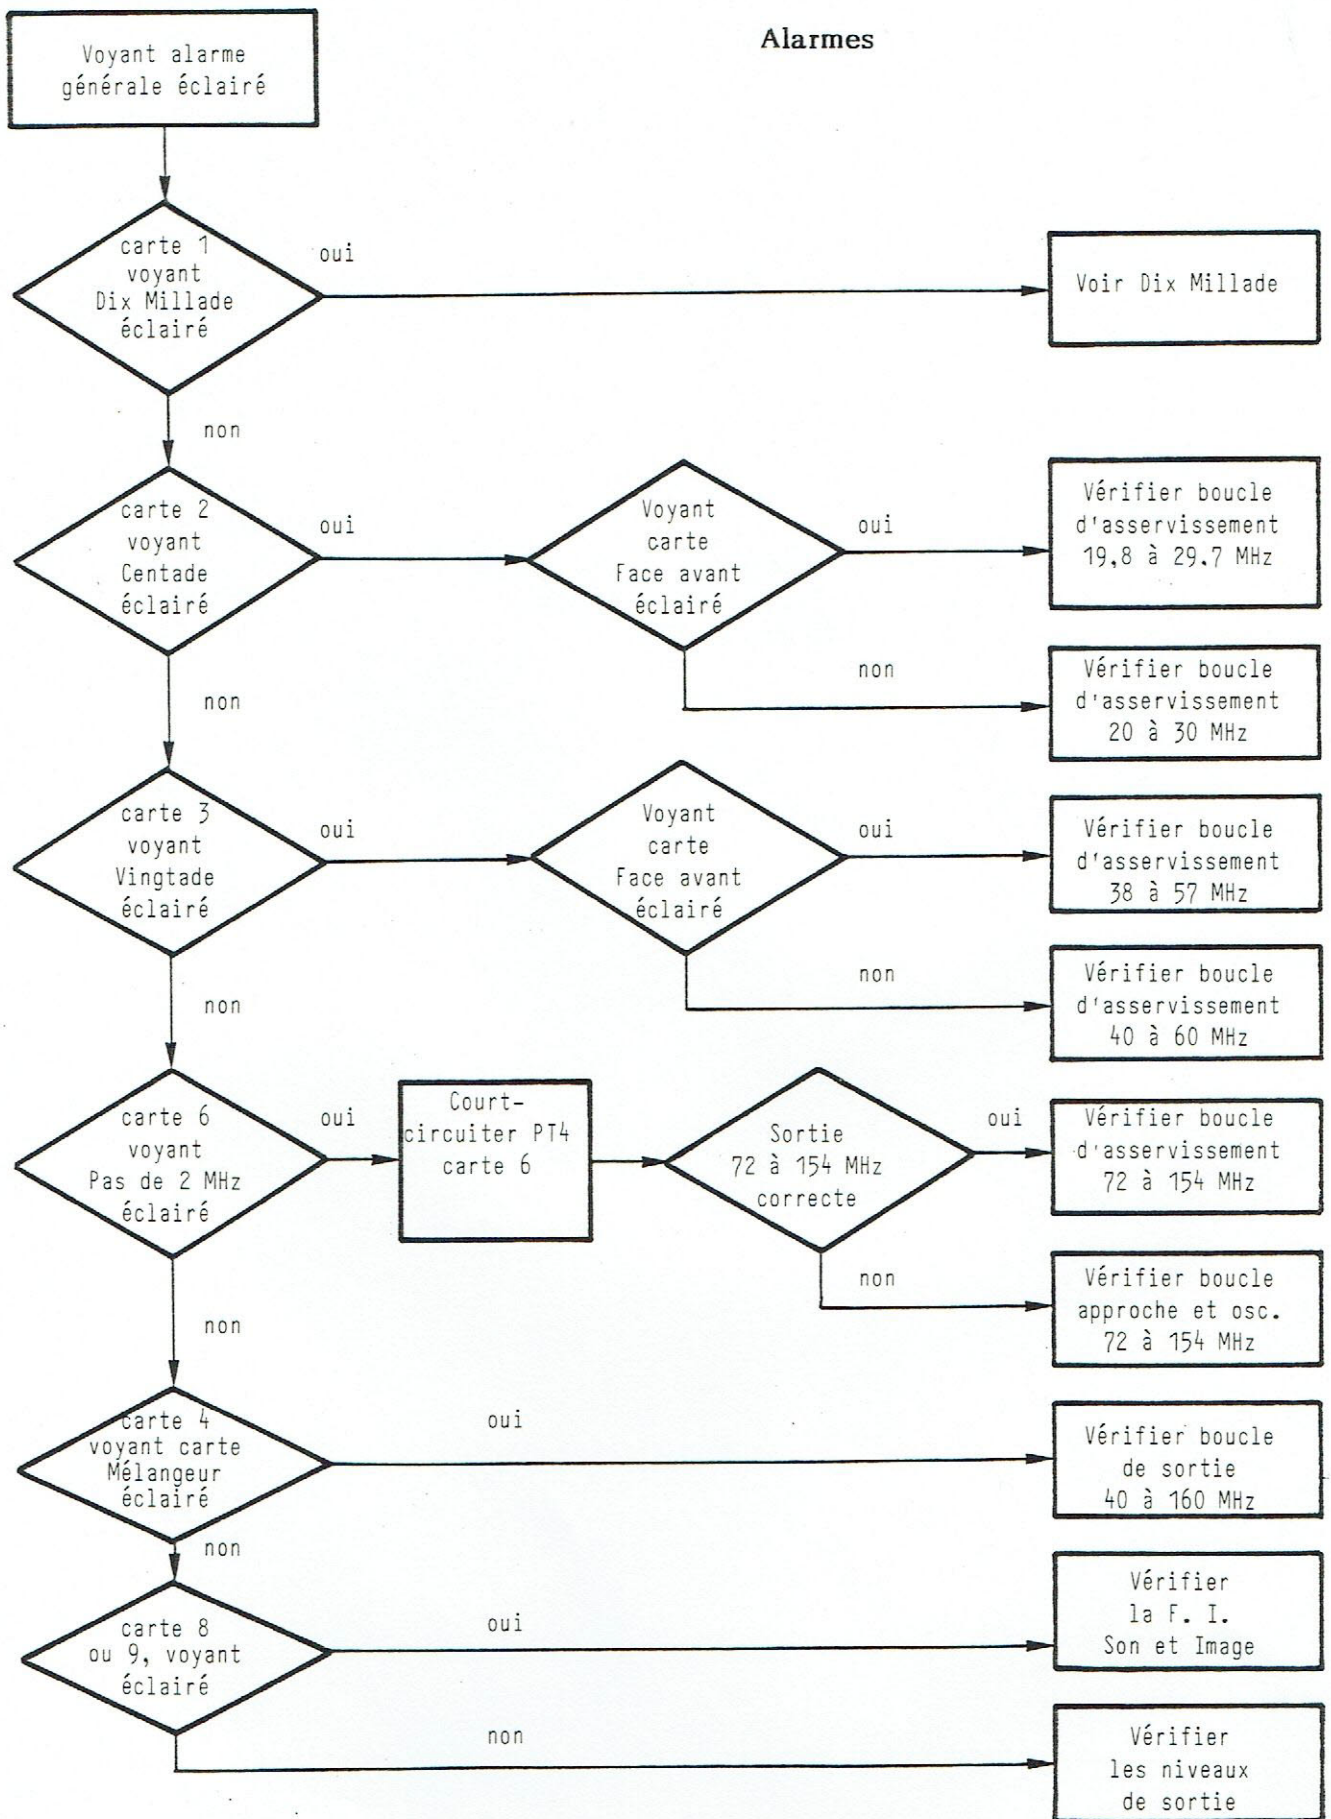 Alarmes
Voyant alarme
générale éclairé
carte 1
voyant
Dix Millade
éclairé
oui
Voir Dix Millade
non
carte 2
voyant
Centade
éclairé
oui
Voyant
carte
Face avant
éclairé
oui
Vérifier boucle
d'asservissement
19,8 à 29,7 MHz
non
Vérifier boucle
d'asservissement
20 à 30 MHz
non
carte 3
voyant
Vingtade
éclairé
oui
Voyant
carte
Face avant
éclairé
oui
Vérifier boucle
d'asservissement
38 à 57 MHz
non
Vérifier boucle
d'asservissement
40 à 60 MHz
non
carte 6
voyant
Pas de 2 MHz
éclairé
oui
Court-
circuiter PT4
carte 6
Sortie
72 à 154 MHz
correcte
oui
Vérifier boucle
d'asservissement
72 à 154 MHz
non
Vérifier boucle
approche et osc.
72 à 154 MHz
non
carte 4
voyant carte
Mélangeur
éclairé
oui
Vérifier boucle
de sortie
40 à 160 MHz
non
carte 8
ou 9, voyant
éclairé
oui
Vérifier
la F. I.
Son et Image
non
Vérifier
les niveaux
de sortie